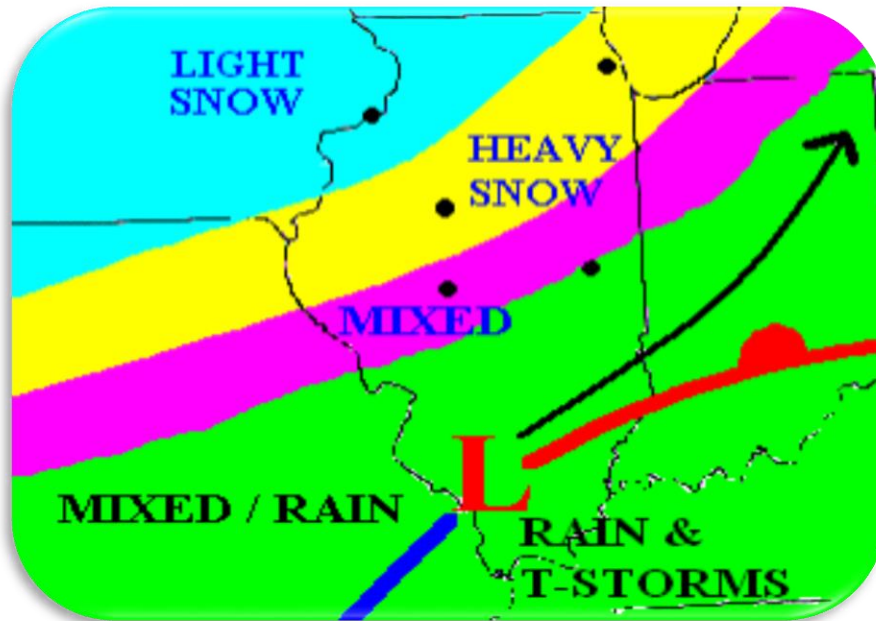 LIGHT
SNOW
HEAVY
SNOW
MIXED
L
MIXED / RAIN
RAIN &
T-STORMS